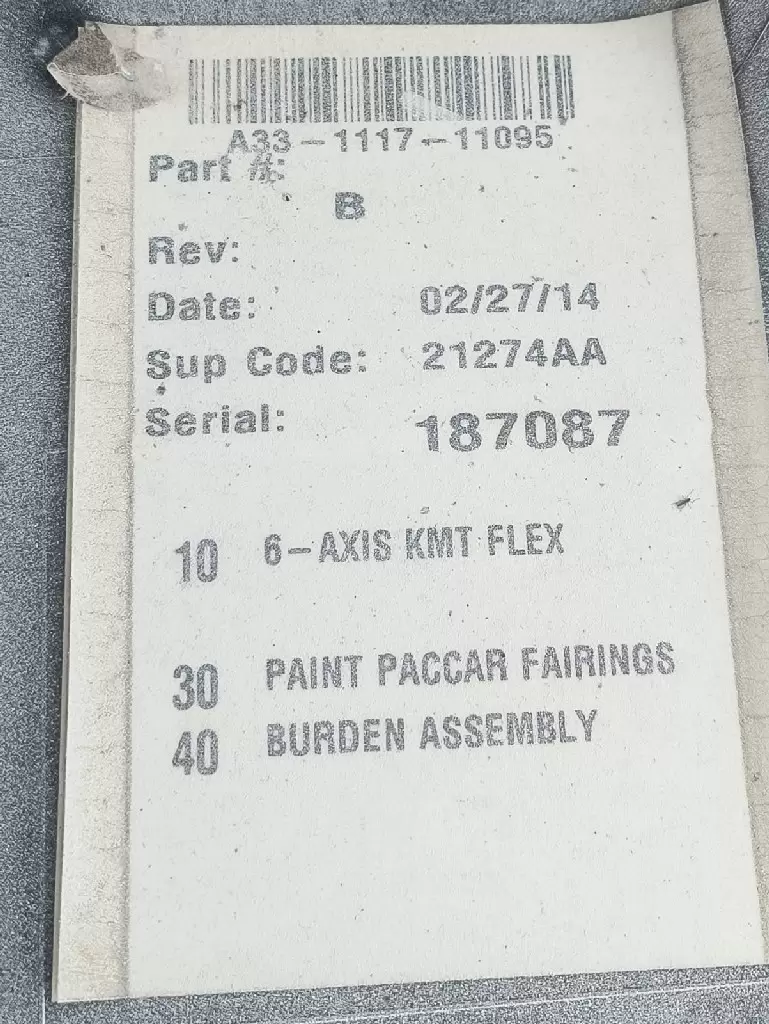 A33-1117-11095
Part #:
B
Rev:
Date: 02/27/14
Sup Code: 21274AA
Serial: 187087
10 6-AXIS KMT FLEX
30 PAINT PACCAR FAIRINGS
40 BURDEN ASSEMBLY